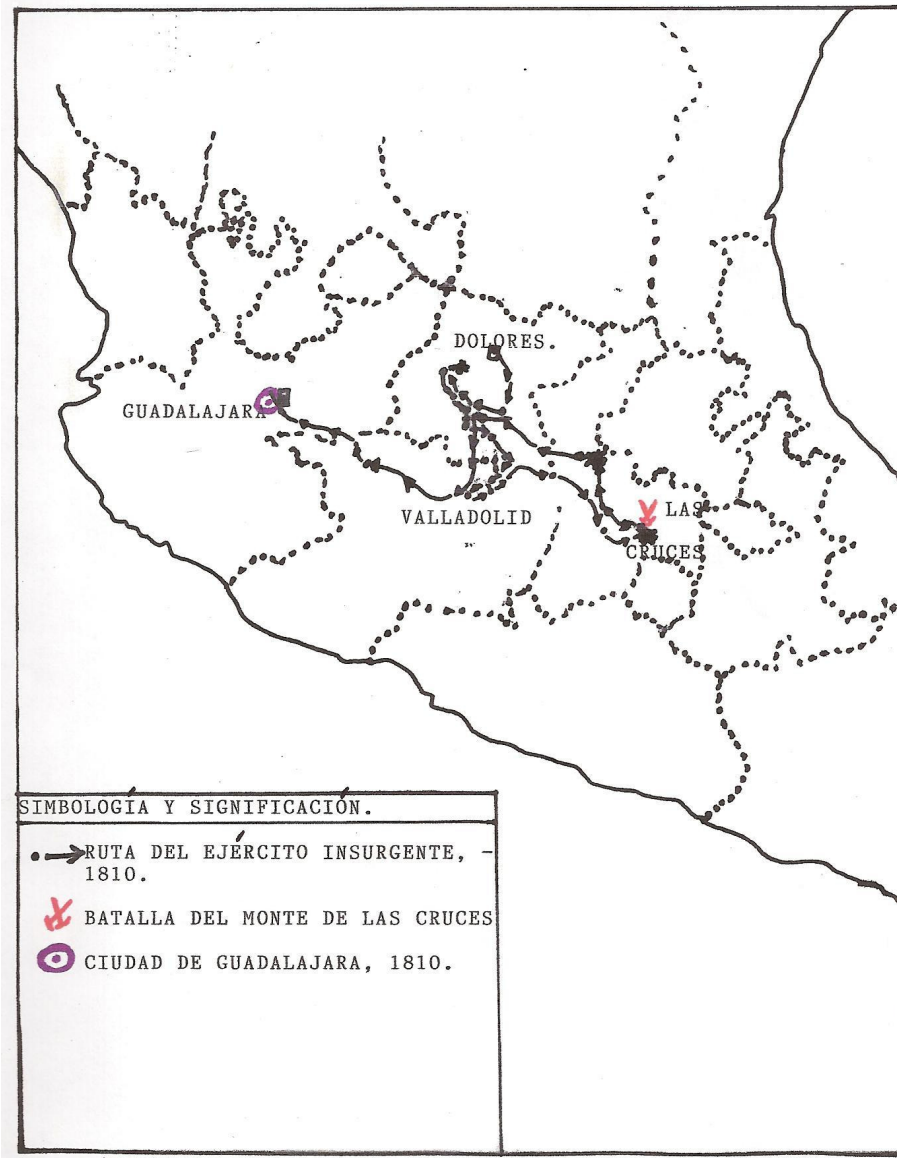 DOLORES.
GUADALAJARA
VALLADOLID
LAS
CRUCES
SIMBOLOGÍA Y SIGNIFICACIÓN.
RUTA DEL EJÉRCITO INSURGENTE, -
1810.
BATALLA DEL MONTE DE LAS CRUCES
CIUDAD DE GUADALAJARA, 1810.